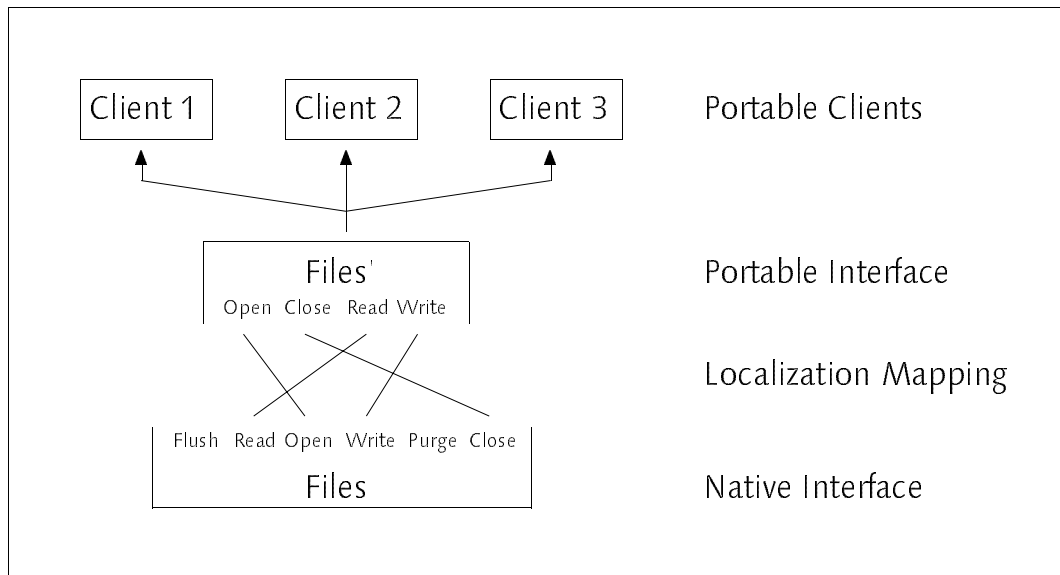 Client 1 Client 2 Client 3 Portable Clients
Files' Portable Interface
Open Close Read Write
Localization Mapping
Flush Read Open Write Purge Close
Files Native Interface